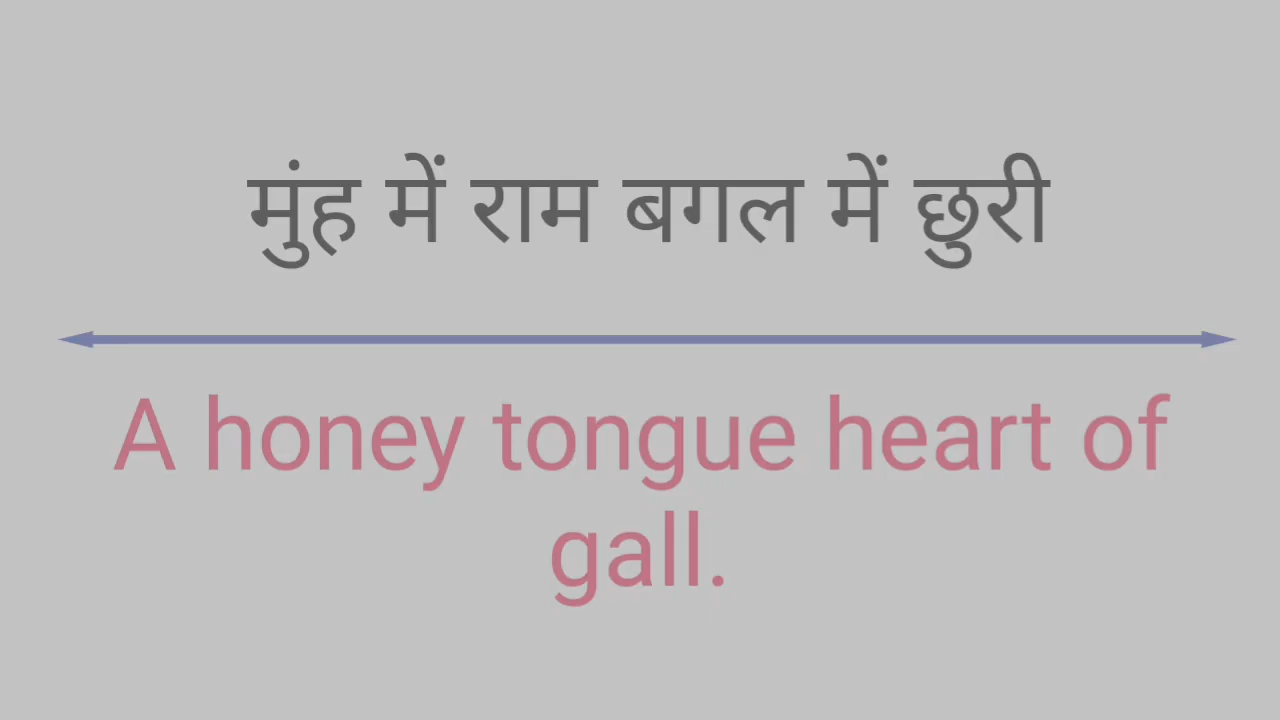 मुंह में राम बगल में छुरी
A honey tongue heart of
gall.